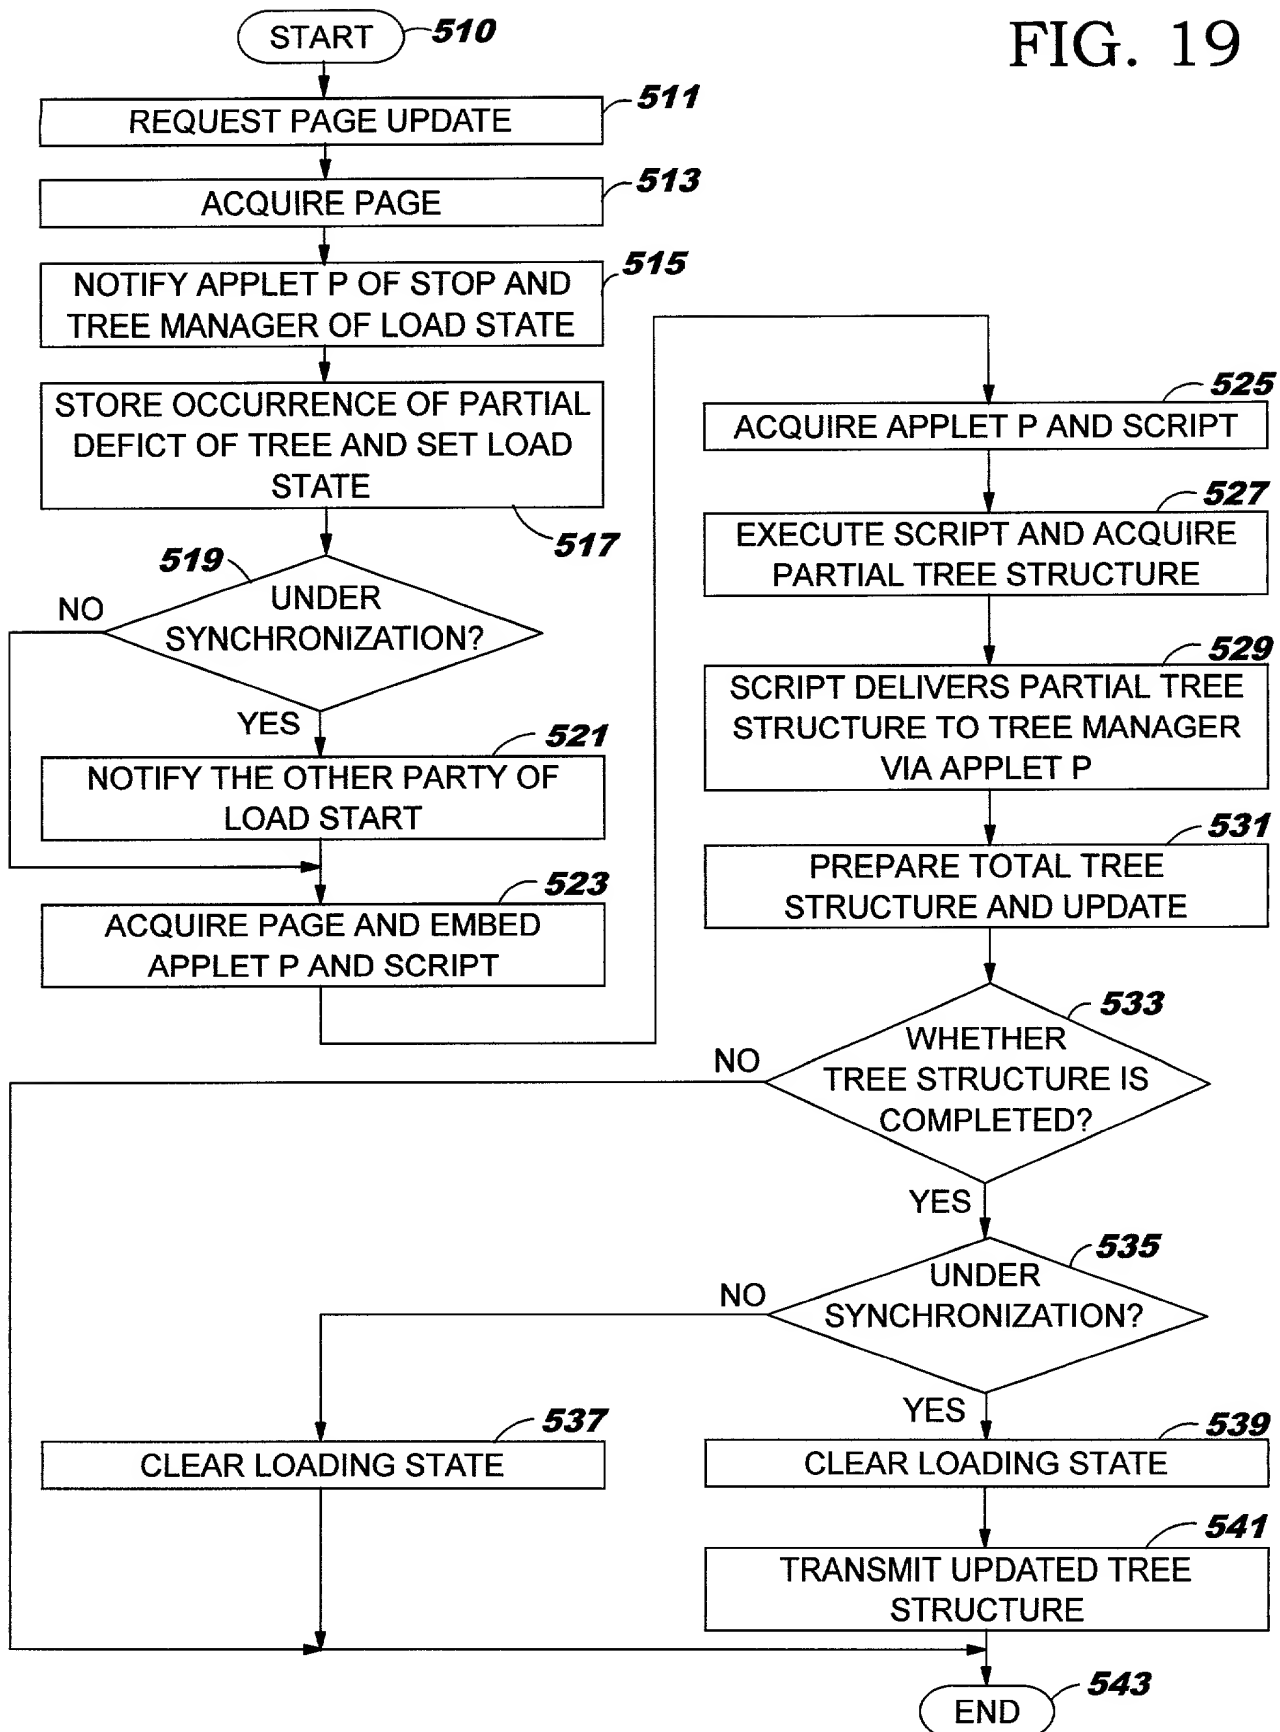 FIG. 19
START
510
REQUEST PAGE UPDATE
511
ACQUIRE PAGE
513
NOTIFY APPLET P OF STOP AND
TREE MANAGER OF LOAD STATE
515
STORE OCCURRENCE OF PARTIAL
DEFICT OF TREE AND SET LOAD
STATE
517
519
UNDER
SYNCHRONIZATION?
NO
YES
521
NOTIFY THE OTHER PARTY OF
LOAD START
523
ACQUIRE PAGE AND EMBED
APPLET P AND SCRIPT
525
ACQUIRE APPLET P AND SCRIPT
527
EXECUTE SCRIPT AND ACQUIRE
PARTIAL TREE STRUCTURE
529
SCRIPT DELIVERS PARTIAL TREE
STRUCTURE TO TREE MANAGER
VIA APPLET P
531
PREPARE TOTAL TREE
STRUCTURE AND UPDATE
533
WHETHER
TREE STRUCTURE IS
COMPLETED?
NO
YES
535
UNDER
SYNCHRONIZATION?
NO
YES
537
CLEAR LOADING STATE
539
CLEAR LOADING STATE
541
TRANSMIT UPDATED TREE
STRUCTURE
543
END